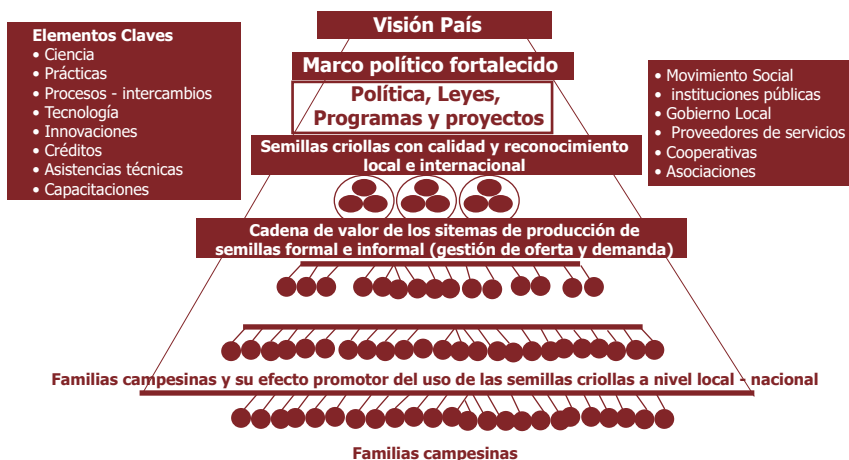 Visión País
Marco político fortalecido
Política, Leyes,
Programas y proyectos
Semillas criollas con calidad y reconocimiento
local e internacional
Cadena de valor de los sitemas de producción de
semillas formal e informal (gestión de oferta y demanda)
Familias campesinas y su efecto promotor del uso de las semillas criollas a nivel local - nacional
Familias campesinas
Elementos Claves
• Ciencia
• Prácticas
• Procesos - intercambios
• Tecnología
• Innovaciones
• Créditos
• Asistencias técnicas
• Capacitaciones
• Movimiento Social
• instituciones públicas
• Gobierno Local
• Proveedores de servicios
• Cooperativas
• Asociaciones